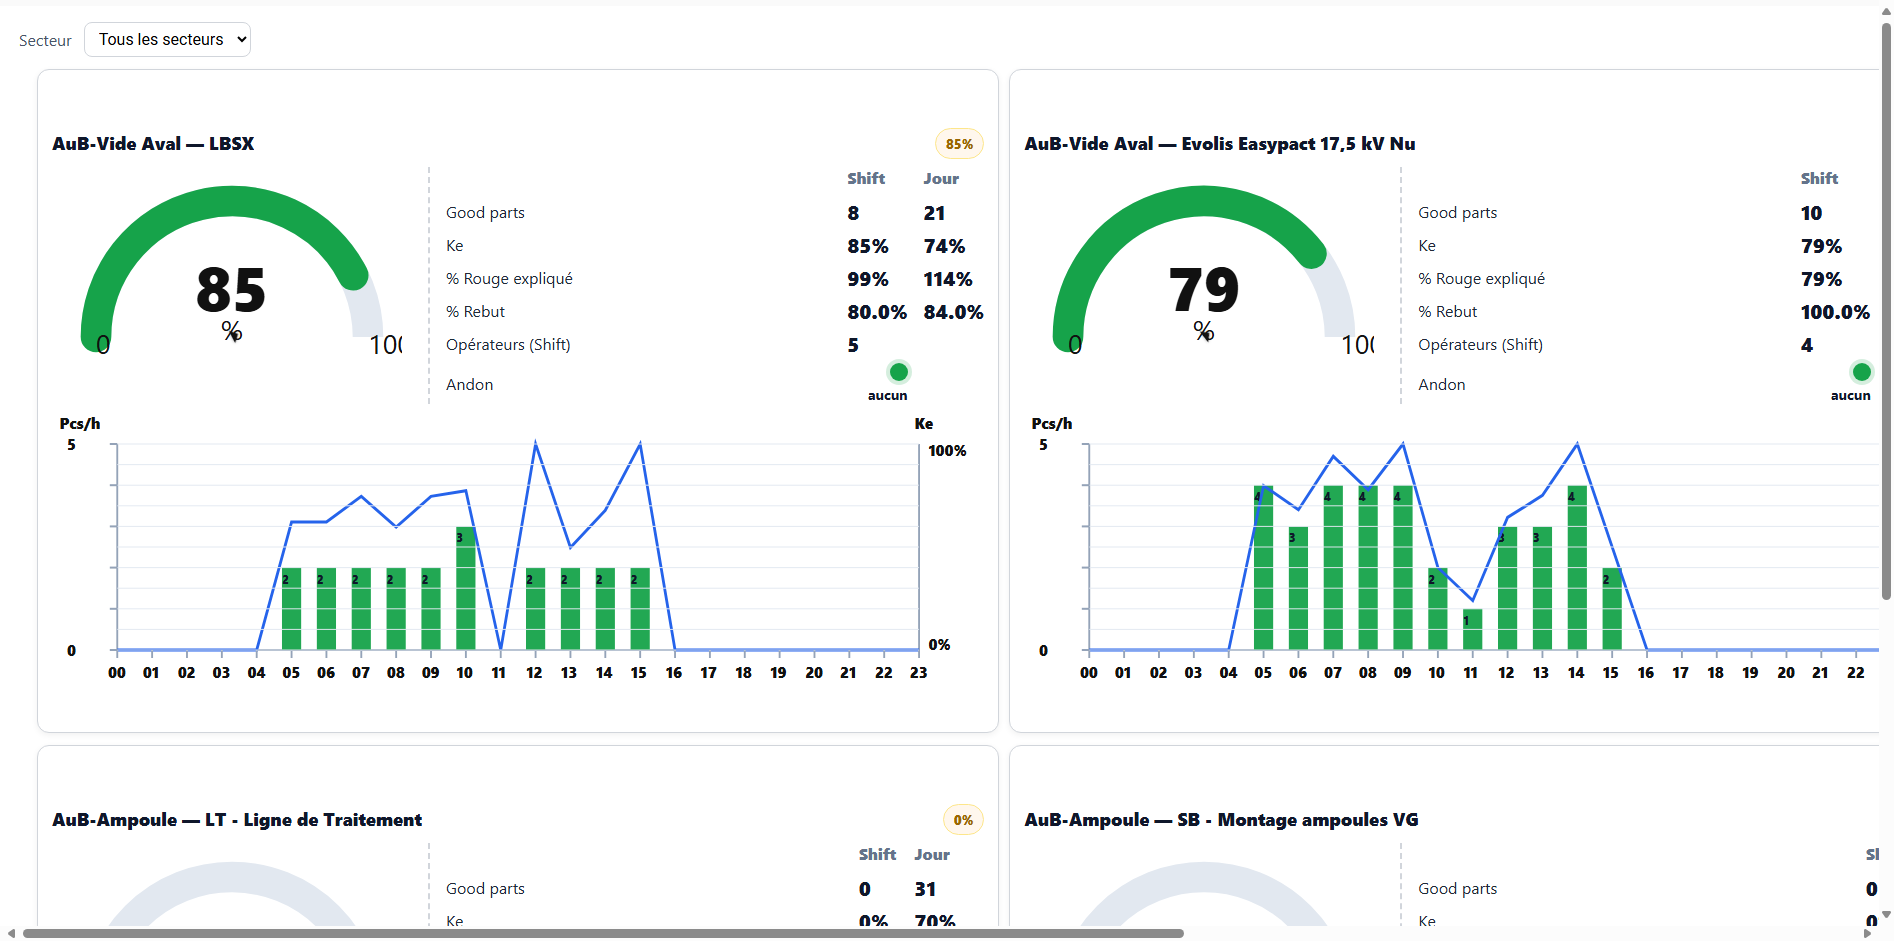 Secteur Tous les secteurs
AuB-Vide Aval — LBSX 85%
Shift Jour
Good parts 8 21
Ke 85% 74%
% Rouge expliqué 99% 114%
% Rebut 80.0% 84.0%
Opérateurs (Shift) 5
Andon
aucun
85
%
0 100
Pcs/h Ke
5 100%
3
2 2 2 2 2 2 2 2 2
0 0%
00 01 02 03 04 05 06 07 08 09 10 11 12 13 14 15 16 17 18 19 20 21 22 23
AuB-Vide Aval — Evolis Easypact 17,5 kV Nu
Shift
Good parts 10
Ke 79%
% Rouge expliqué 79%
% Rebut 100.0%
Opérateurs (Shift) 4
Andon
aucun
79
%
0 100
Pcs/h
5
4 4 4 4 4
3 3 3
2 2
1
0
00 01 02 03 04 05 06 07 08 09 10 11 12 13 14 15 16 17 18 19 20 21 22
AuB-Ampoule — LT - Ligne de Traitement 0%
Shift Jour
Good parts 0 31
Ke 0% 70%
AuB-Ampoule — SB - Montage ampoules VG
Good parts 0
Ke 0